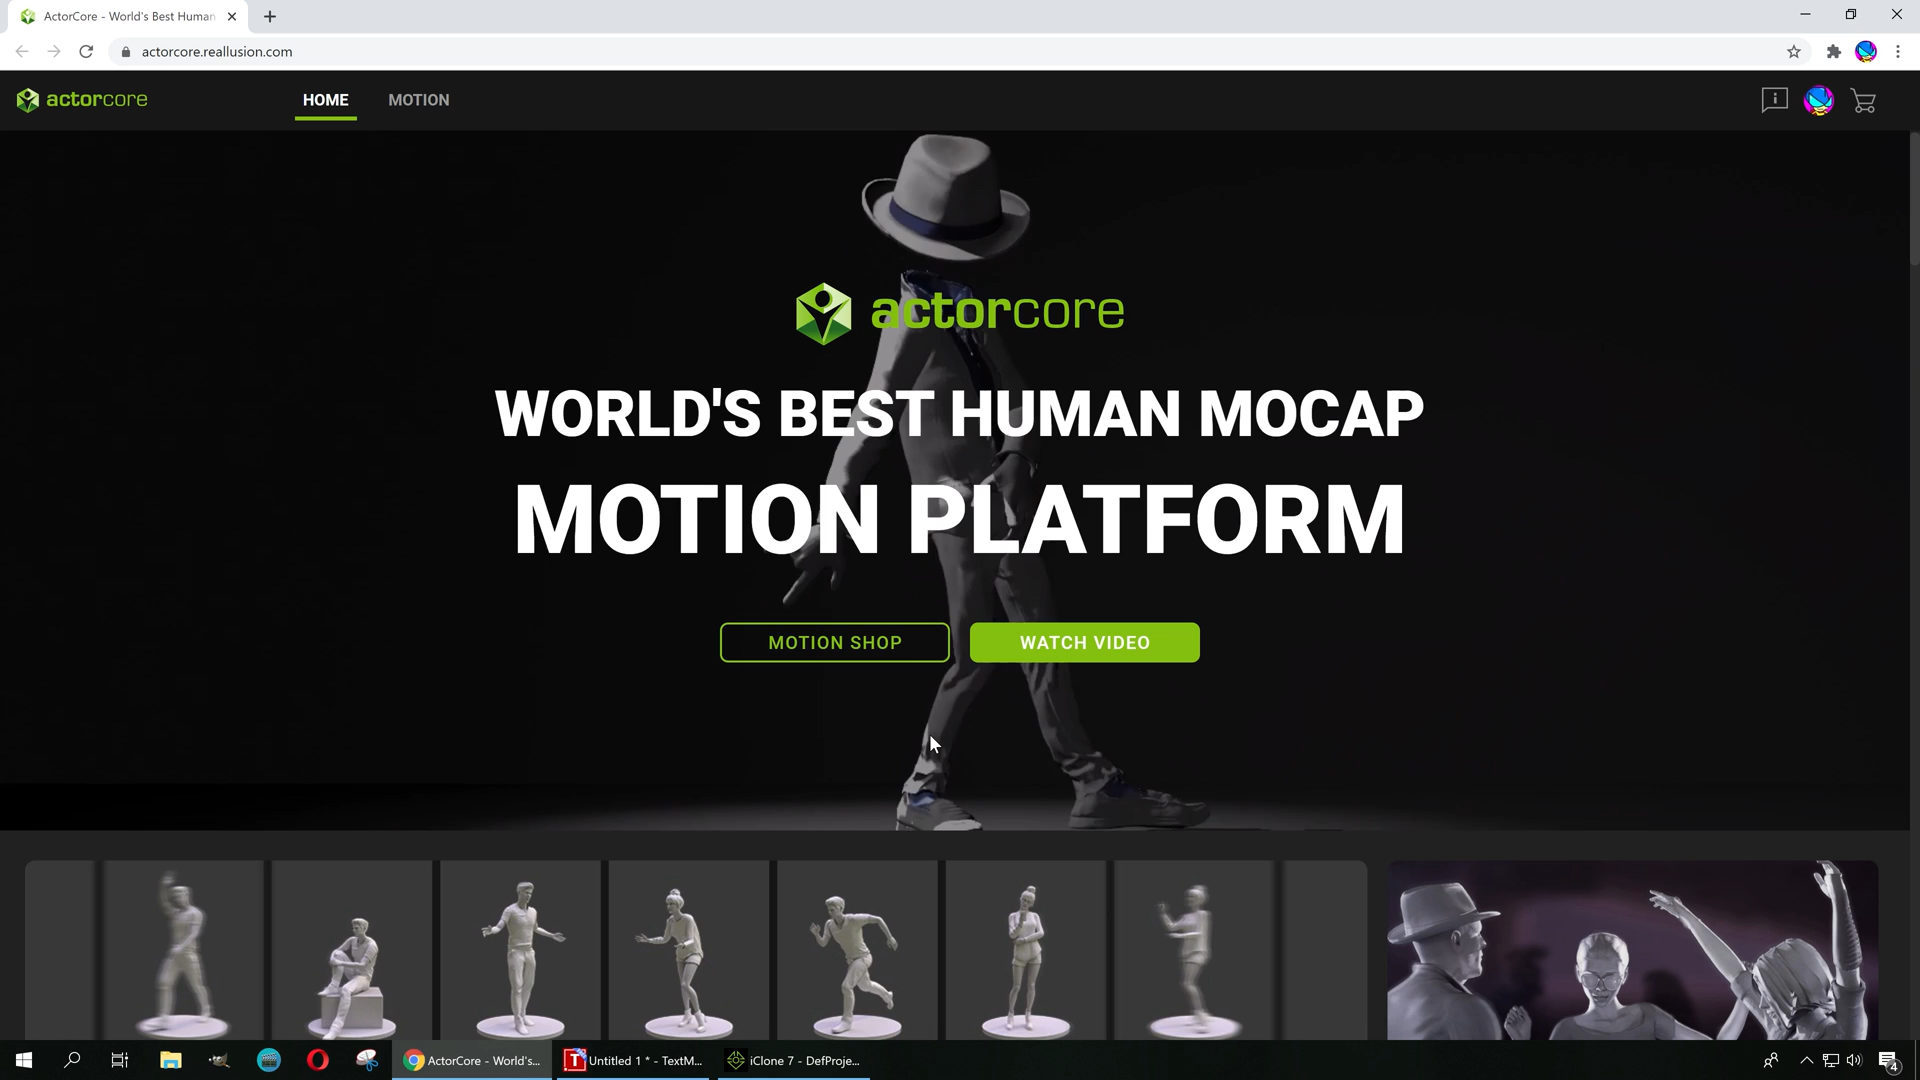 ActorCore - World's Best Human
actorcore.reallusion.com
actorcore
HOME
MOTION
actorcore
WORLD'S BEST HUMAN MOCAP
MOTION PLATFORM
MOTION SHOP
WATCH VIDEO
ActorCore - World's...
Untitled 1 * - TextM...
iClone 7 - DefProje...
4